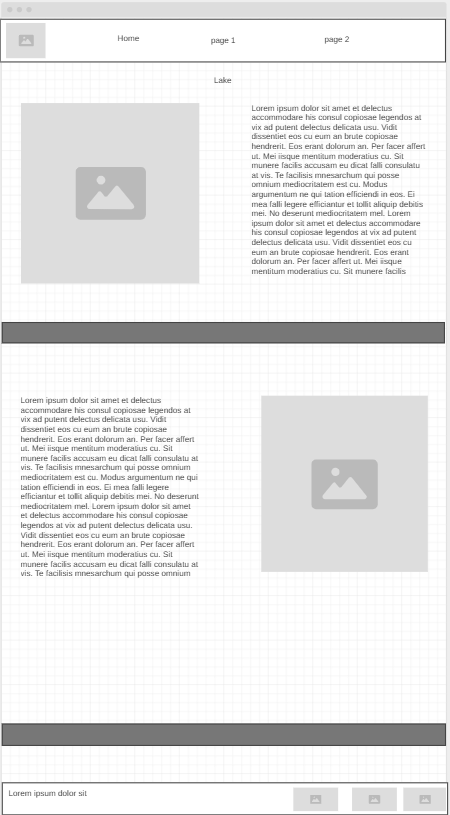 Home
page 1
page 2
Lake
Lorem ipsum dolor sit amet et delectus
accommodare his consul copiosae legendos at
vix ad putent delectus delicata usu. Vidit
dissentiet eos cu eum an brute copiosae
hendrerit. Eos erant dolorum an. Per facer affert
ut. Mei iisque mentitum moderatius cu. Sit
munere facilis accusam eu dicat falli consulatu
at vis. Te facilisis mnesarchum qui posse
omnium mediocritatem est cu. Modus
argumentum ne qui tation efficiendi in eos. Ei
mea falli legere efficiantur et tollit aliquip debitis
mei. No deserunt mediocritatem mel. Lorem
ipsum dolor sit amet et delectus accommodare
his consul copiosae legendos at vix ad putent
delectus delicata usu. Vidit dissentiet eos cu
eum an brute copiosae hendrerit. Eos erant
dolorum an. Per facer affert ut. Mei iisque
mentitum moderatius cu. Sit munere facilis
Lorem ipsum dolor sit amet et delectus
accommodare his consul copiosae legendos at
vix ad putent delectus delicata usu. Vidit
dissentiet eos cu eum an brute copiosae
hendrerit. Eos erant dolorum an. Per facer affert
ut. Mei iisque mentitum moderatius cu. Sit
munere facilis accusam eu dicat falli consulatu at
vis. Te facilisis mnesarchum qui posse omnium
mediocritatem est cu. Modus argumentum ne qui
tation efficiendi in eos. Ei mea falli legere
efficiantur et tollit aliquip debitis mei. No deserunt
mediocritatem mel. Lorem ipsum dolor sit amet
et delectus accommodare his consul copiosae
legendos at vix ad putent delectus delicata usu.
Vidit dissentiet eos cu eum an brute copiosae
hendrerit. Eos erant dolorum an. Per facer affert
ut. Mei iisque mentitum moderatius cu. Sit
munere facilis accusam eu dicat falli consulatu at
vis. Te facilisis mnesarchum qui posse omnium
Lorem ipsum dolor sit